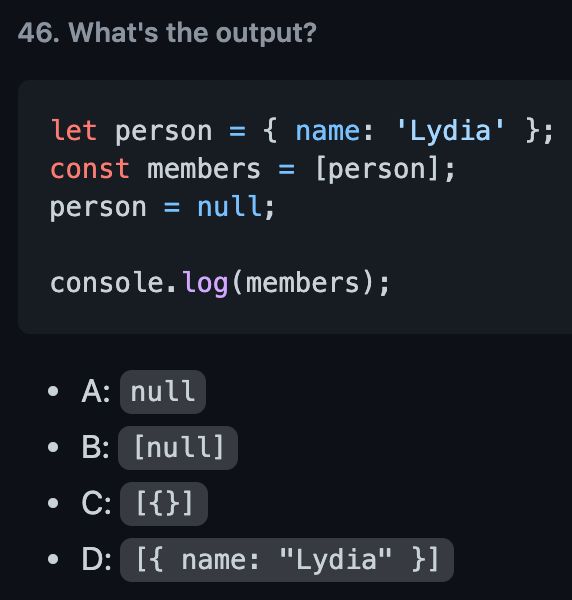 46. What's the output?
let person = { name: 'Lydia' };
const members = [person];
person = null;
console.log(members);
• A: null
• B: [null]
• C: [{}]
• D: [{ name: "Lydia" }]